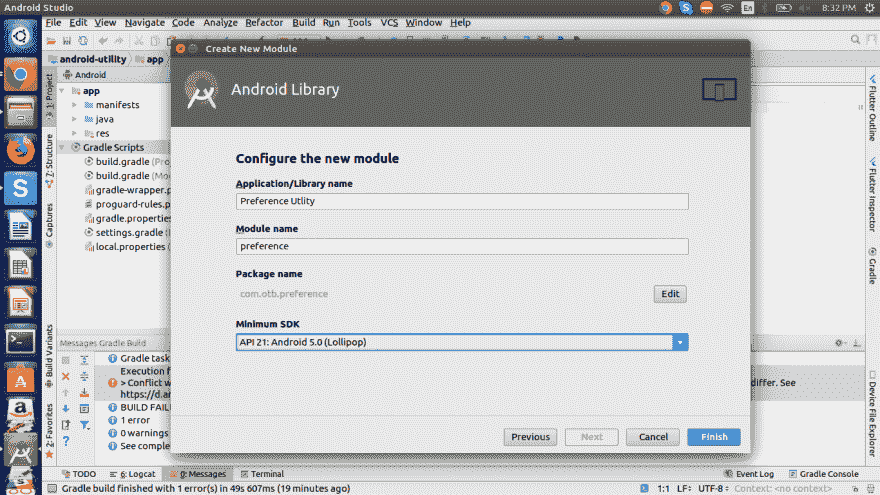 Android Studio
En
8:32 PM
File Edit View Navigate Code Analyze Refactor Build Run Tools VCS Window Help
android-utility
app
Create New Module
Android
Android Library
1: Project
app
manifests
java
res
Gradle Scripts
build.gradle
build.gradle
gradle-wrapper.p
proguard-rules.p
gradle.properties
settings.gradle
local.properties
Z: Structure
Captures
Build Variants
2: Favorites
Configure the new module
Application/Library name
Preference Utlity
Module name
preference
Package name
com.otb.preference
Edit
Minimum SDK
API 21: Android 5.0 (Lollipop)
Previous Next Cancel Finish
Flutter Outline
Flutter Inspector
Gradle
Device File Explorer
Messages Gradle Build
Gradle task
Execution f
> Conflict w
differ. See
https://d.an
BUILD FAIL
1 error
0 warnings
See comple
TODO 6: Logcat 0: Messages Terminal Event Log Gradle Console
Gradle build finished with 1 error(s) in 49s 607ms (19 minutes ago) 1:1 LF÷ UTF-8÷ Context: <no context>